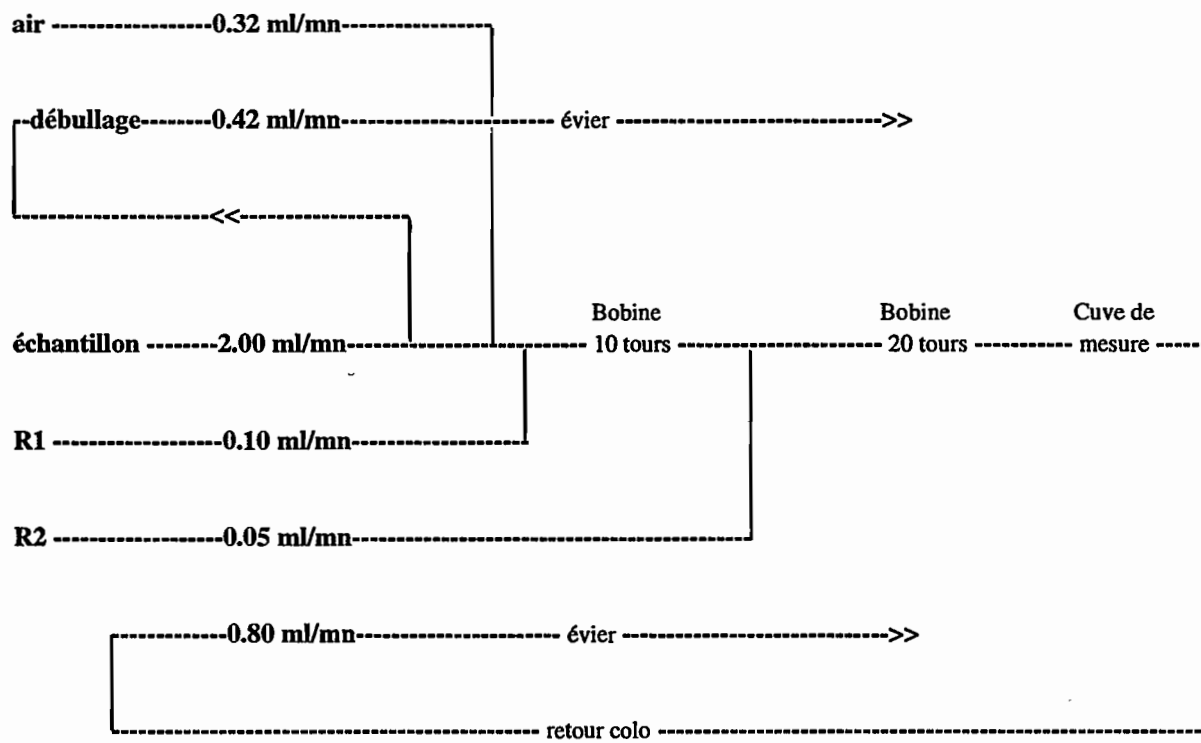 air 0.32 ml/mn
débullage 0.42 ml/mn évier >>
<<
Bobine Bobine Cuve de
échantillon 2.00 ml/mn 10 tours 20 tours mesure
R1 0.10 ml/mn
R2 0.05 ml/mn
0.80 ml/mn évier >>
retour colo